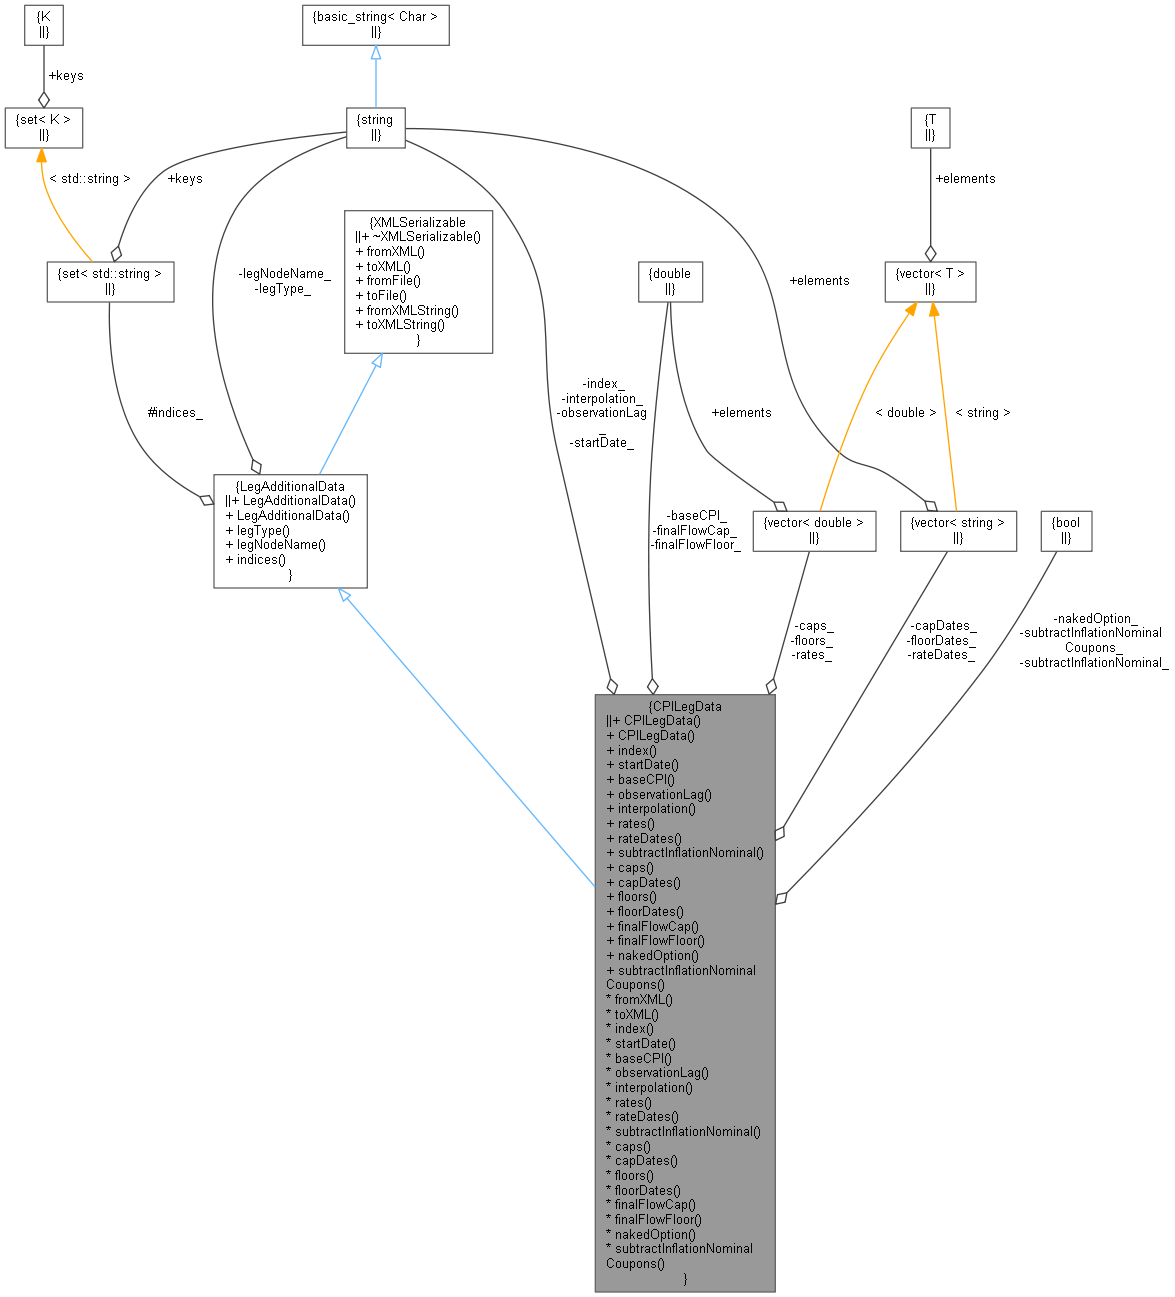 {K
||}
{basic_string< Char >
||}
+keys
{set< K >
||}
{string
||}
{T
||}
< std::string >
+keys
+elements
{XMLSerializable
||+ ~XMLSerializable()
+ fromXML()
+ toXML()
+ fromFile()
+ toFile()
+ fromXMLString()
+ toXMLString()
}
{set< std::string >
||}
-legNodeName_
-legType_
{double
||}
+elements
{vector< T >
||}
#indices_
-index_
-interpolation_
-observationLag
_
-startDate_
+elements
< double >
< string >
{LegAdditionalData
||+ LegAdditionalData()
+ LegAdditionalData()
+ legType()
+ legNodeName()
+ indices()
}
-baseCPI_
-finalFlowCap_
-finalFlowFloor_
{vector< double >
||}
{vector< string >
||}
{bool
||}
-caps_
-floors_
-rates_
-capDates_
-floorDates_
-rateDates_
-nakedOption_
-subtractInflationNominal
Coupons_
-subtractInflationNominal_
{CPILegData
||+ CPILegData()
+ CPILegData()
+ index()
+ startDate()
+ baseCPI()
+ observationLag()
+ interpolation()
+ rates()
+ rateDates()
+ subtractInflationNominal()
+ caps()
+ capDates()
+ floors()
+ floorDates()
+ finalFlowCap()
+ finalFlowFloor()
+ nakedOption()
+ subtractInflationNominal
Coupons()
* fromXML()
* toXML()
* index()
* startDate()
* baseCPI()
* observationLag()
* interpolation()
* rates()
* rateDates()
* subtractInflationNominal()
* caps()
* capDates()
* floors()
* floorDates()
* finalFlowCap()
* finalFlowFloor()
* nakedOption()
* subtractInflationNominal
Coupons()
}